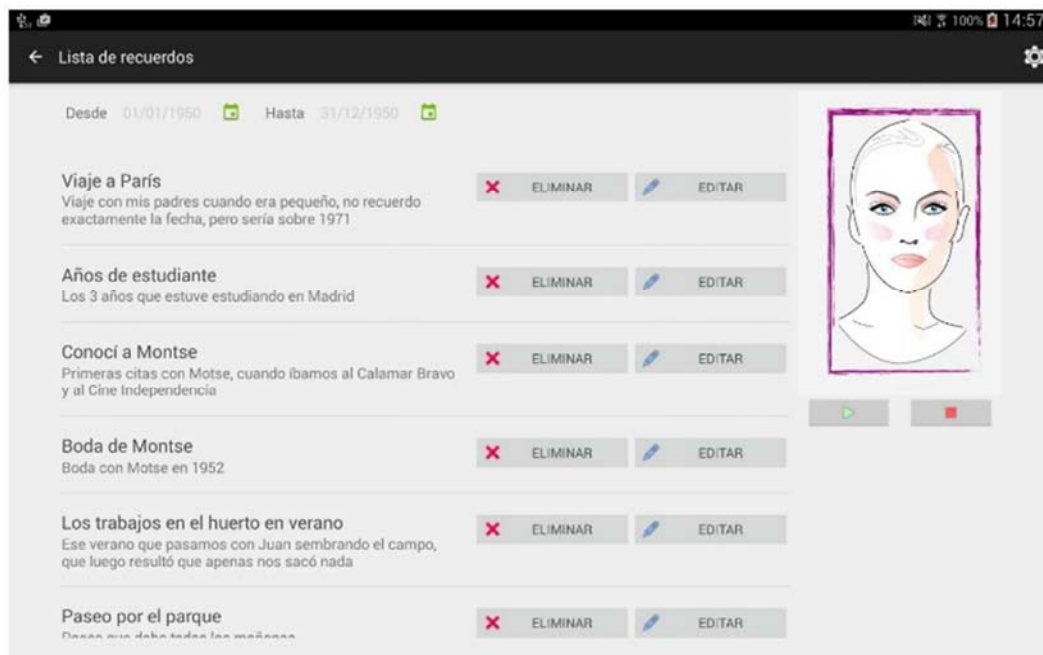 100% 14:57
Lista de recuerdos
Desde 01/01/1950 Hasta 31/12/1950
Viaje a París
Viaje con mis padres cuando era pequeño, no recuerdo
exactamente la fecha, pero sería sobre 1971
ELIMINAR EDITAR
Años de estudiante
Los 3 años que estuve estudiando en Madrid
ELIMINAR EDITAR
Conocí a Montse
Primeras citas con Motse, cuando íbamos al Calamar Bravo
y al Cine Independencia
ELIMINAR EDITAR
Boda de Montse
Boda con Motse en 1952
ELIMINAR EDITAR
Los trabajos en el huerto en verano
Ese verano que pasamos con Juan sembrando el campo,
que luego resultó que apenas nos sacó nada
ELIMINAR EDITAR
Paseo por el parque
ELIMINAR EDITAR